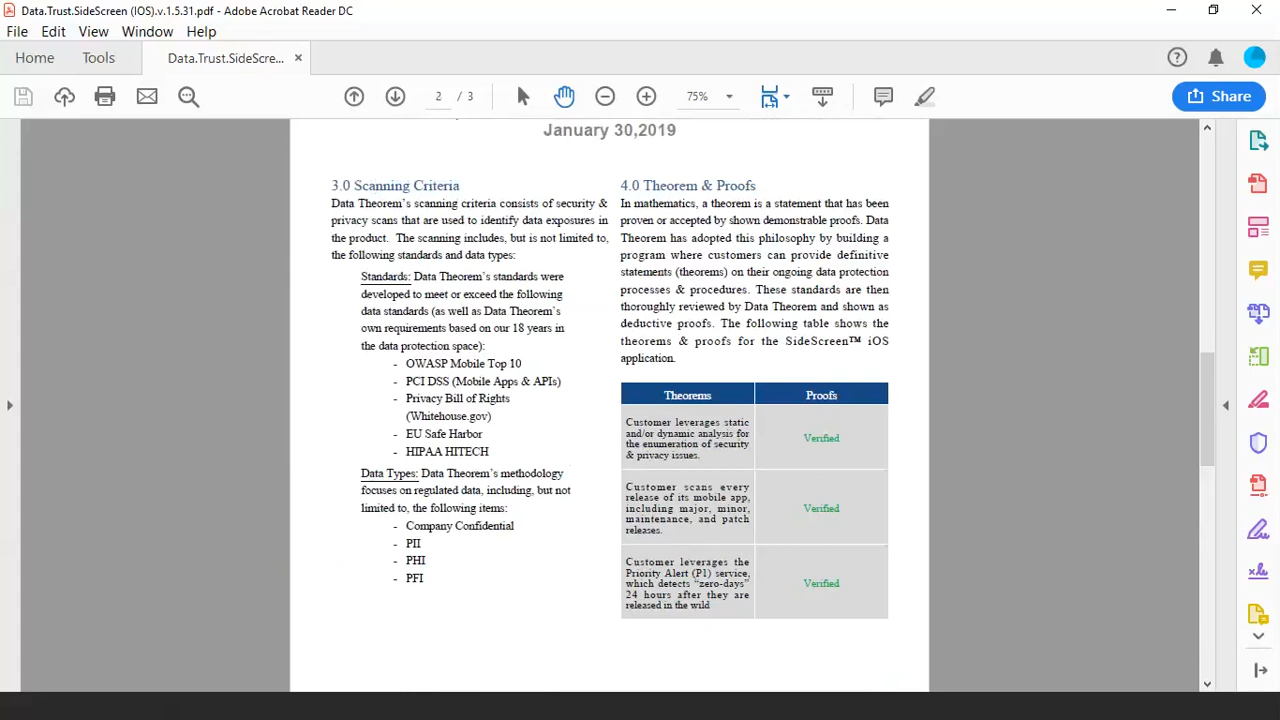 Data.Trust.SideScreen (IOS).v.1.5.31.pdf - Adobe Acrobat Reader DC
File Edit View Window Help
Home Tools Data.Trust.SideScre... ×
2 / 3 75% Share
January 30,2019
3.0 Scanning Criteria
Data Theorem's scanning criteria consists of security &
privacy scans that are used to identify data exposures in
the product. The scanning includes, but is not limited to,
the following standards and data types:
Standards: Data Theorem's standards were
developed to meet or exceed the following
data standards (as well as Data Theorem's
own requirements based on our 18 years in
the data protection space):
- OWASP Mobile Top 10
- PCI DSS (Mobile Apps & APIs)
- Privacy Bill of Rights
(Whitehouse.gov)
- EU Safe Harbor
- HIPAA HITECH
Data Types: Data Theorem's methodology
focuses on regulated data, including, but not
limited to, the following items:
- Company Confidential
- PII
- PHI
- PFI
4.0 Theorem & Proofs
In mathematics, a theorem is a statement that has been
proven or accepted by shown demonstrable proofs. Data
Theorem has adopted this philosophy by building a
program where customers can provide definitive
statements (theorems) on their ongoing data protection
processes & procedures. These standards are then
thoroughly reviewed by Data Theorem and shown as
deductive proofs. The following table shows the
theorems & proofs for the SideScreen™ iOS
application.
Theorems Proofs
Customer leverages static
and/or dynamic analysis for
the enumeration of security
& privacy issues.
Verified
Customer scans every
release of its mobile app,
including major, minor,
maintenance, and patch
releases.
Verified
Customer leverages the
Priority Alert (P1) service,
which detects "zero-days"
24 hours after they are
released in the wild
Verified